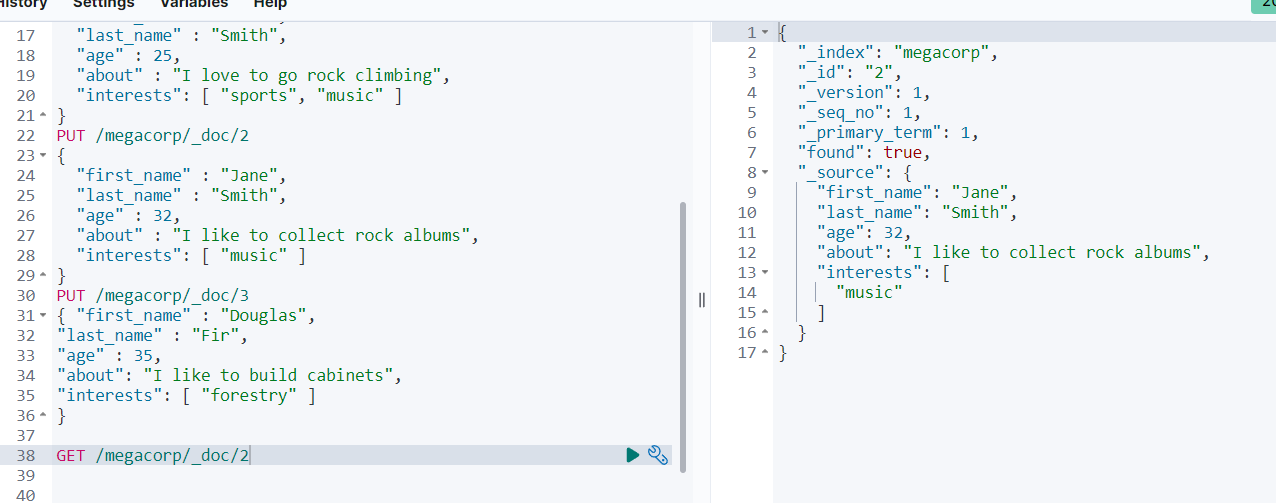 History Settings Variables Help
17 "last_name" : "Smith",
18 "age" : 25,
19 "about" : "I love to go rock climbing",
20 "interests": [ "sports", "music" ]
21 }
22 PUT /megacorp/_doc/2
23 {
24 "first_name" : "Jane",
25 "last_name" : "Smith",
26 "age" : 32,
27 "about" : "I like to collect rock albums",
28 "interests": [ "music" ]
29 }
30 PUT /megacorp/_doc/3
31 { "first_name" : "Douglas",
32 "last_name" : "Fir",
33 "age" : 35,
34 "about": "I like to build cabinets",
35 "interests": [ "forestry" ]
36 }
37
38 GET /megacorp/_doc/2
39
40
1 {
2 "_index": "megacorp",
3 "_id": "2",
4 "_version": 1,
5 "_seq_no": 1,
6 "_primary_term": 1,
7 "found": true,
8 "_source": {
9 "first_name": "Jane",
10 "last_name": "Smith",
11 "age": 32,
12 "about": "I like to collect rock albums",
13 "interests": [
14 "music"
15 ]
16 }
17 }